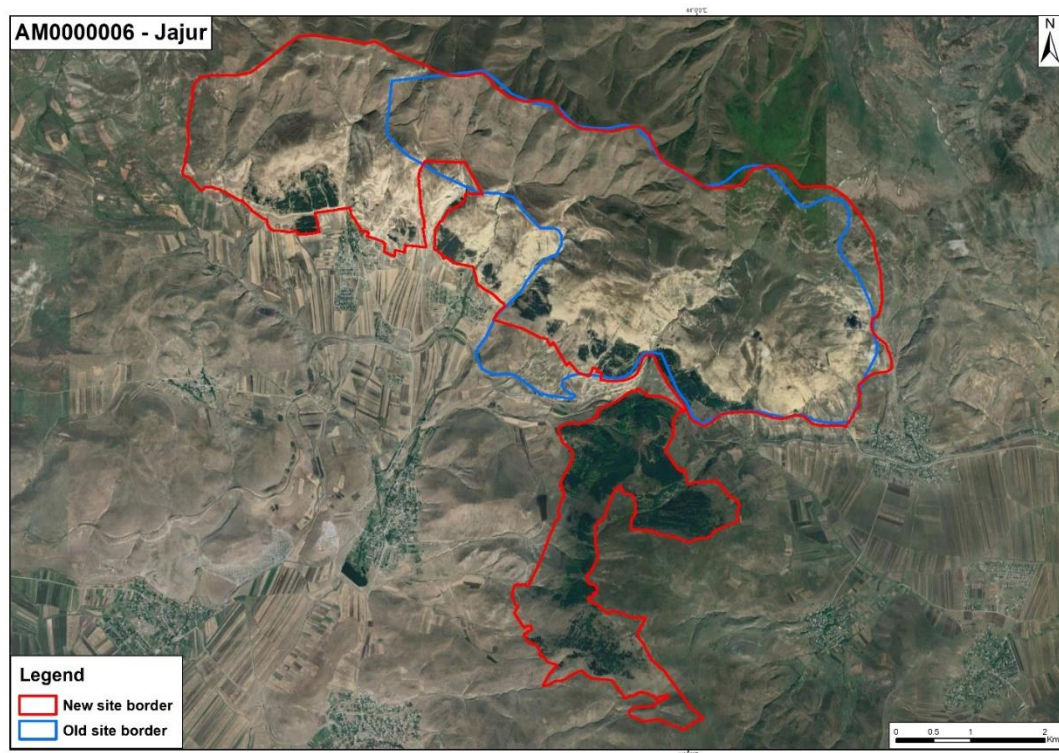 AM0000006 - Jajur
N
Legend
New site border
Old site border
0 0.5 1 2
Km